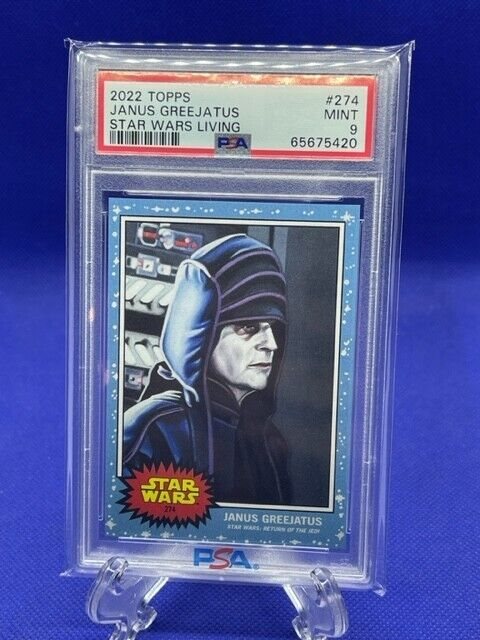 2022 TOPPS #274
JANUS GREEJATUS MINT
STAR WARS LIVING 9
PSA 65675420
STAR
WARS
274
JANUS GREEJATUS
STAR WARS: RETURN OF THE JEDI
PSA